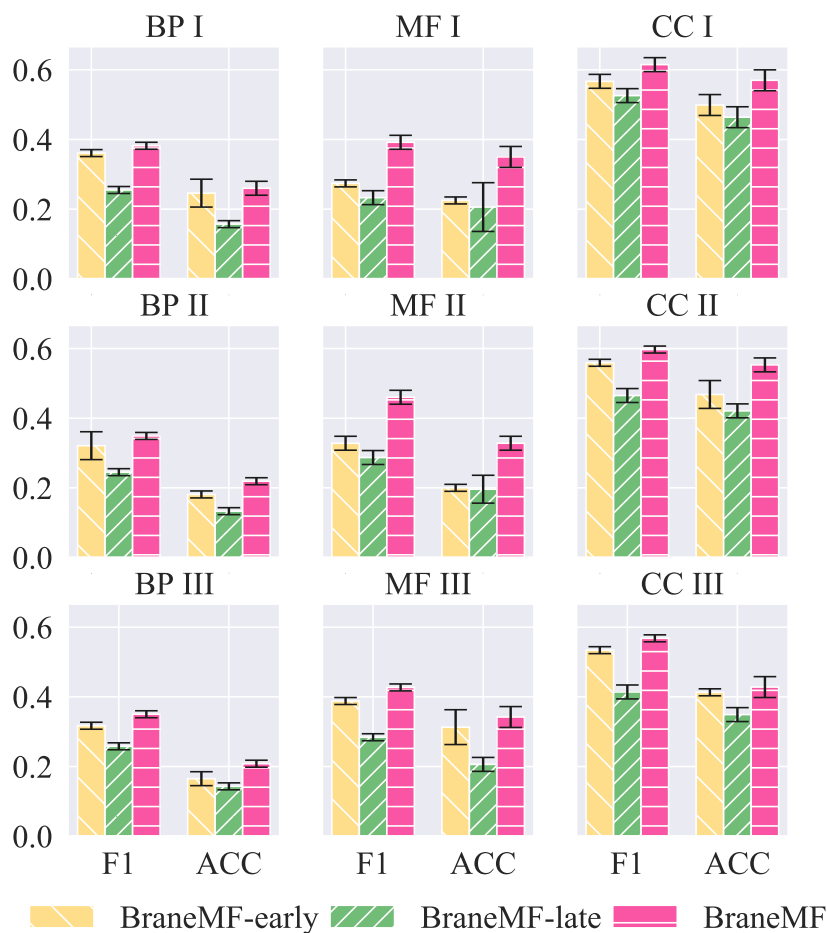 BP I MF I CC I
0.6
0.4
0.2
0.0
BP II MF II CC II
0.6
0.4
0.2
0.0
BP III MF III CC III
0.6
0.4
0.2
0.0
F1 ACC F1 ACC F1 ACC
BraneMF-early BraneMF-late BraneMF